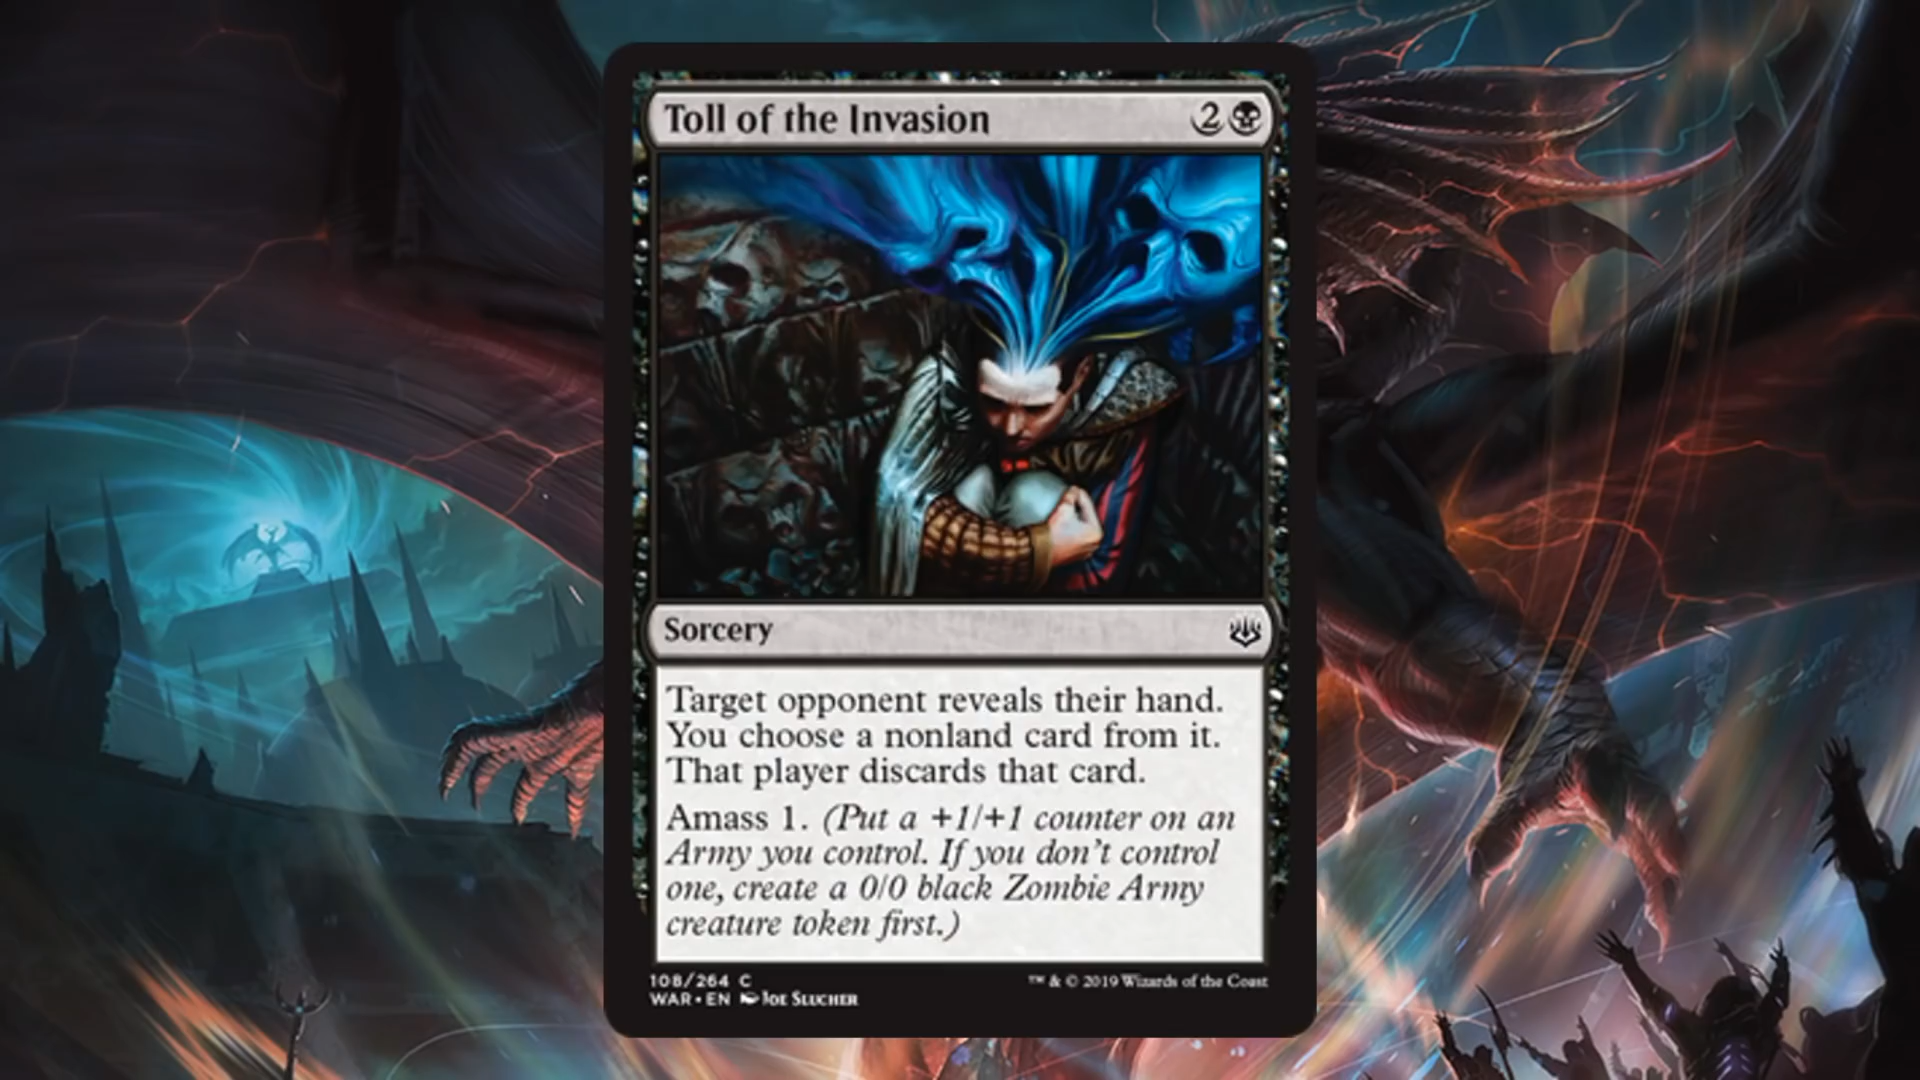 Toll of the Invasion 2
Sorcery
Target opponent reveals their hand.
You choose a nonland card from it.
That player discards that card.
Amass 1. (Put a +1/+1 counter on an
Army you control. If you don't control
one, create a 0/0 black Zombie Army
creature token first.)
108/264 C
™ & © 2019 Wizards of the Coast
WAR • EN Joe Slucher